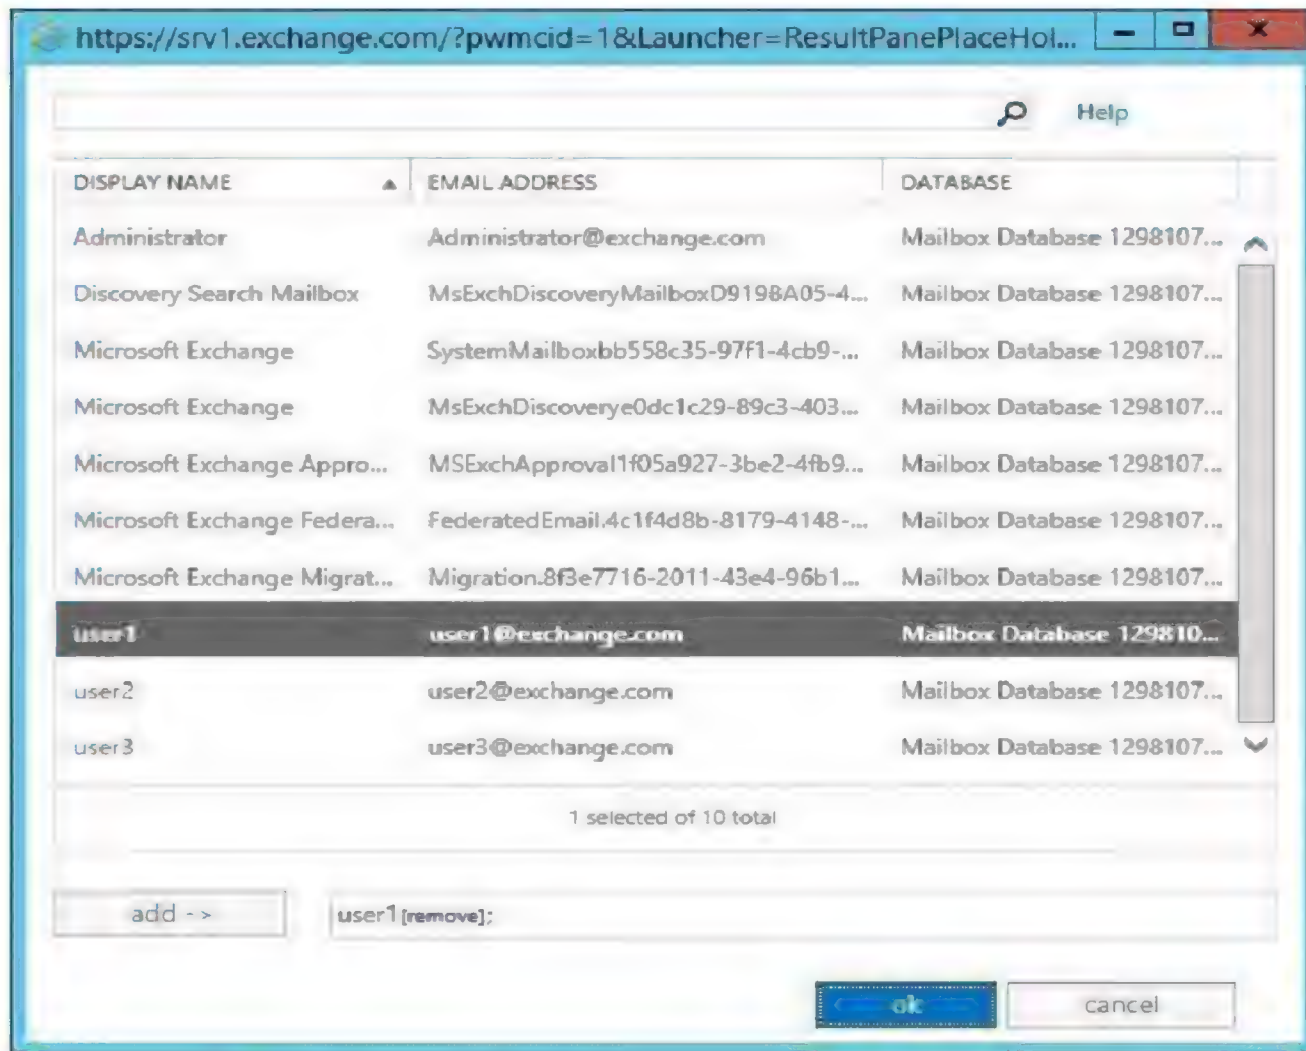 https://srv1.exchange.com/?pwmcid=1&Launcher=ResultPanePlaceHol...
Help
DISPLAY NAME EMAIL ADDRESS DATABASE
Administrator Administrator@exchange.com Mailbox Database 1298107...
Discovery Search Mailbox MsExchDiscoveryMailboxD9198A05-4... Mailbox Database 1298107...
Microsoft Exchange SystemMailboxbb558c35-97f1-4cb9-... Mailbox Database 1298107...
Microsoft Exchange MsExchDiscoverye0dc1c29-89c3-403... Mailbox Database 1298107...
Microsoft Exchange Appro... MSExchApproval1f05a927-3be2-4fb9... Mailbox Database 1298107...
Microsoft Exchange Federa... FederatedEmail.4c1f4d8b-8179-4148-... Mailbox Database 1298107...
Microsoft Exchange Migrat... Migration.8f3e7716-2011-43e4-96b1... Mailbox Database 1298107...
user1 user1@exchange.com Mailbox Database 129810...
user2 user2@exchange.com Mailbox Database 1298107...
user3 user3@exchange.com Mailbox Database 1298107...
1 selected of 10 total
add -> user1[remove];
ok cancel